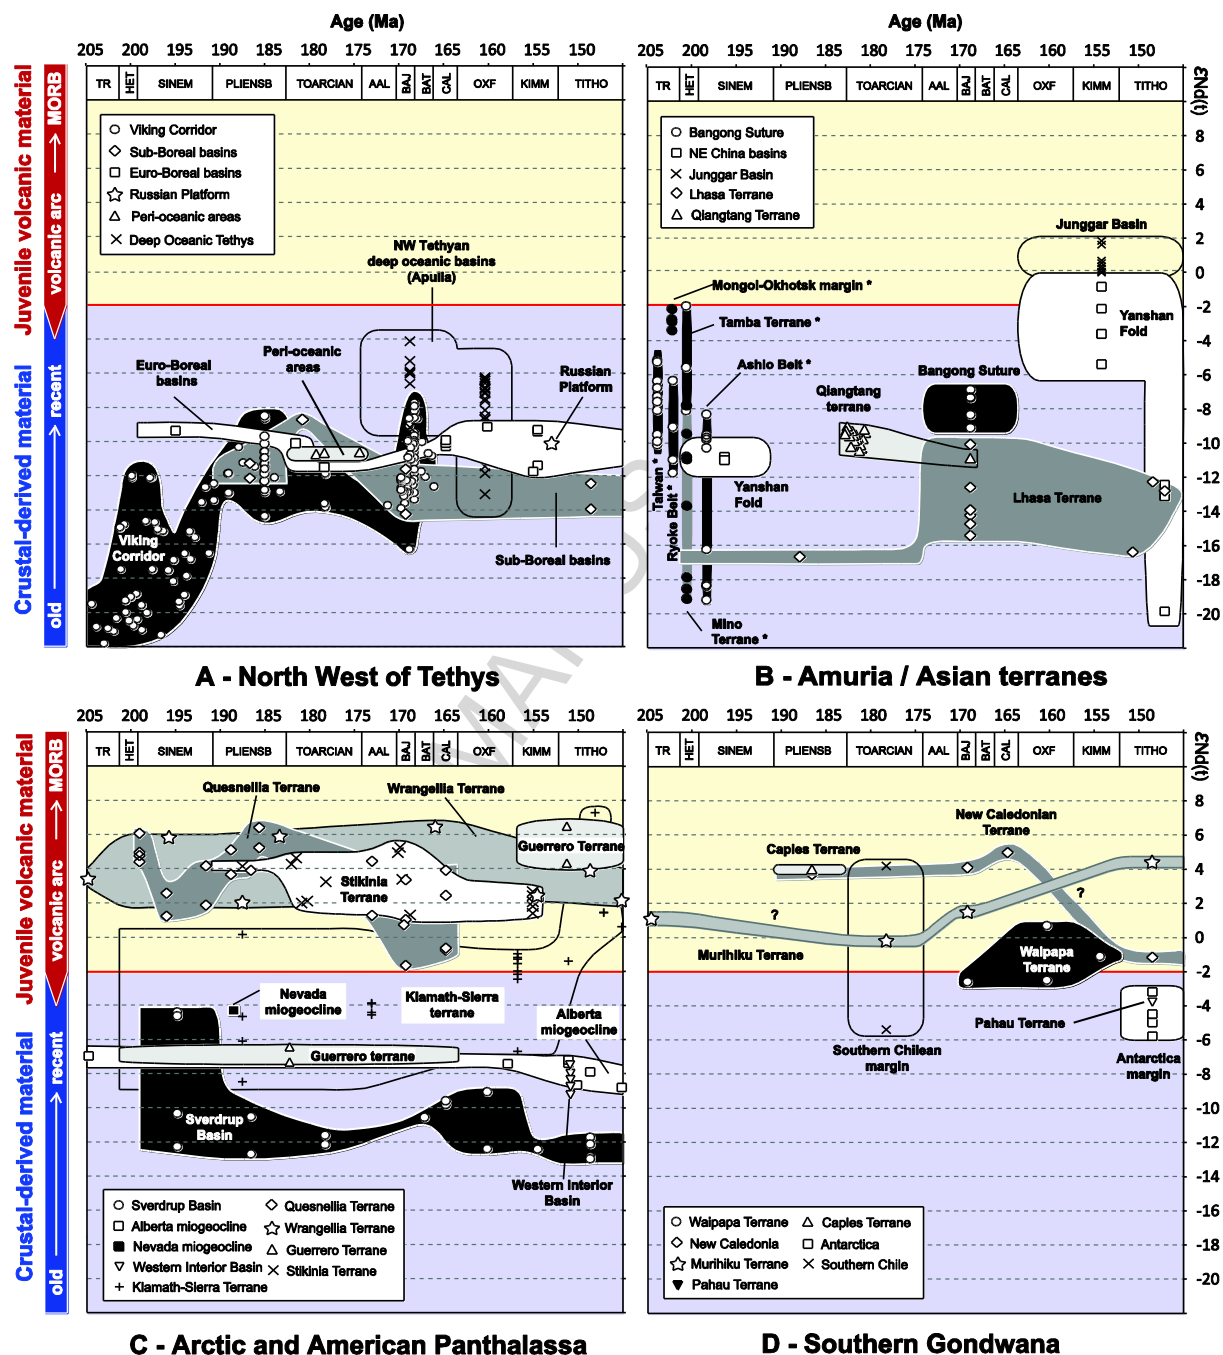 Age (Ma)
205 200 195 190 185 180 175 170 165 160 155 150
TR HET SINEM PLIENSB TOARCIAN AAL BAJ BAT CAL OXF KIMM TITHO
Juvenile volcanic material
MORB
volcanic arc
Crustal-derived material
recent
old
Viking Corridor
Sub-Boreal basins
Euro-Boreal basins
Russian Platform
Peri-oceanic areas
Deep Oceanic Tethys
NW Tethyan
deep oceanic basins
(Apulia)
Euro-Boreal
basins
Peri-oceanic
areas
Russian
Platform
Viking
Corridor
Sub-Boreal basins
A - North West of Tethys
Age (Ma)
205 200 195 190 185 180 175 170 165 160 155 150
TR HET SINEM PLIENSB TOARCIAN AAL BAJ BAT CAL OXF KIMM TITHO
εNd(t)
8
6
4
2
0
-2
-4
-6
-8
-10
-12
-14
-16
-18
-20
Bangong Suture
NE China basins
Junggar Basin
Lhasa Terrane
Qiangtang Terrane
Junggar Basin
Mongol-Okhotsk margin *
Tamba Terrane *
Yanshan
Fold
Ashio Belt *
Bangong Suture
Qiangtang
terrane
Taiwan *
Ryoke Belt *
Yanshan
Fold
Lhasa Terrane
Mino
Terrane *
B - Amuria / Asian terranes
205 200 195 190 185 180 175 170 165 160 155 150
TR HET SINEM PLIENSB TOARCIAN AAL BAJ BAT CAL OXF KIMM TITHO
Juvenile volcanic material
MORB
volcanic arc
Crustal-derived material
recent
old
Quesnellia Terrane
Wrangellia Terrane
Guerrero Terrane
Stikinia
Terrane
Nevada
miogeocline
Klamath-Sierra
terrane
Alberta
miogeocline
Guerrero terrane
Sverdrup
Basin
Western Interior
Basin
Sverdrup Basin
Alberta miogeocline
Nevada miogeocline
Western Interior Basin
Klamath-Sierra Terrane
Quesnellia Terrane
Wrangellia Terrane
Guerrero Terrane
Stikinia Terrane
C - Arctic and American Panthalassa
205 200 195 190 185 180 175 170 165 160 155 150
TR HET SINEM PLIENSB TOARCIAN AAL BAJ BAT CAL OXF KIMM TITHO
εNd(t)
8
6
4
2
0
-2
-4
-6
-8
-10
-12
-14
-16
-18
-20
New Caledonian
Terrane
Caples Terrane
?
?
Murihiku Terrane
Waipapa
Terrane
Pahau Terrane
Southern Chilean
margin
Antarctica
margin
Waipapa Terrane
New Caledonia
Murihiku Terrane
Pahau Terrane
Caples Terrane
Antarctica
Southern Chile
D - Southern Gondwana